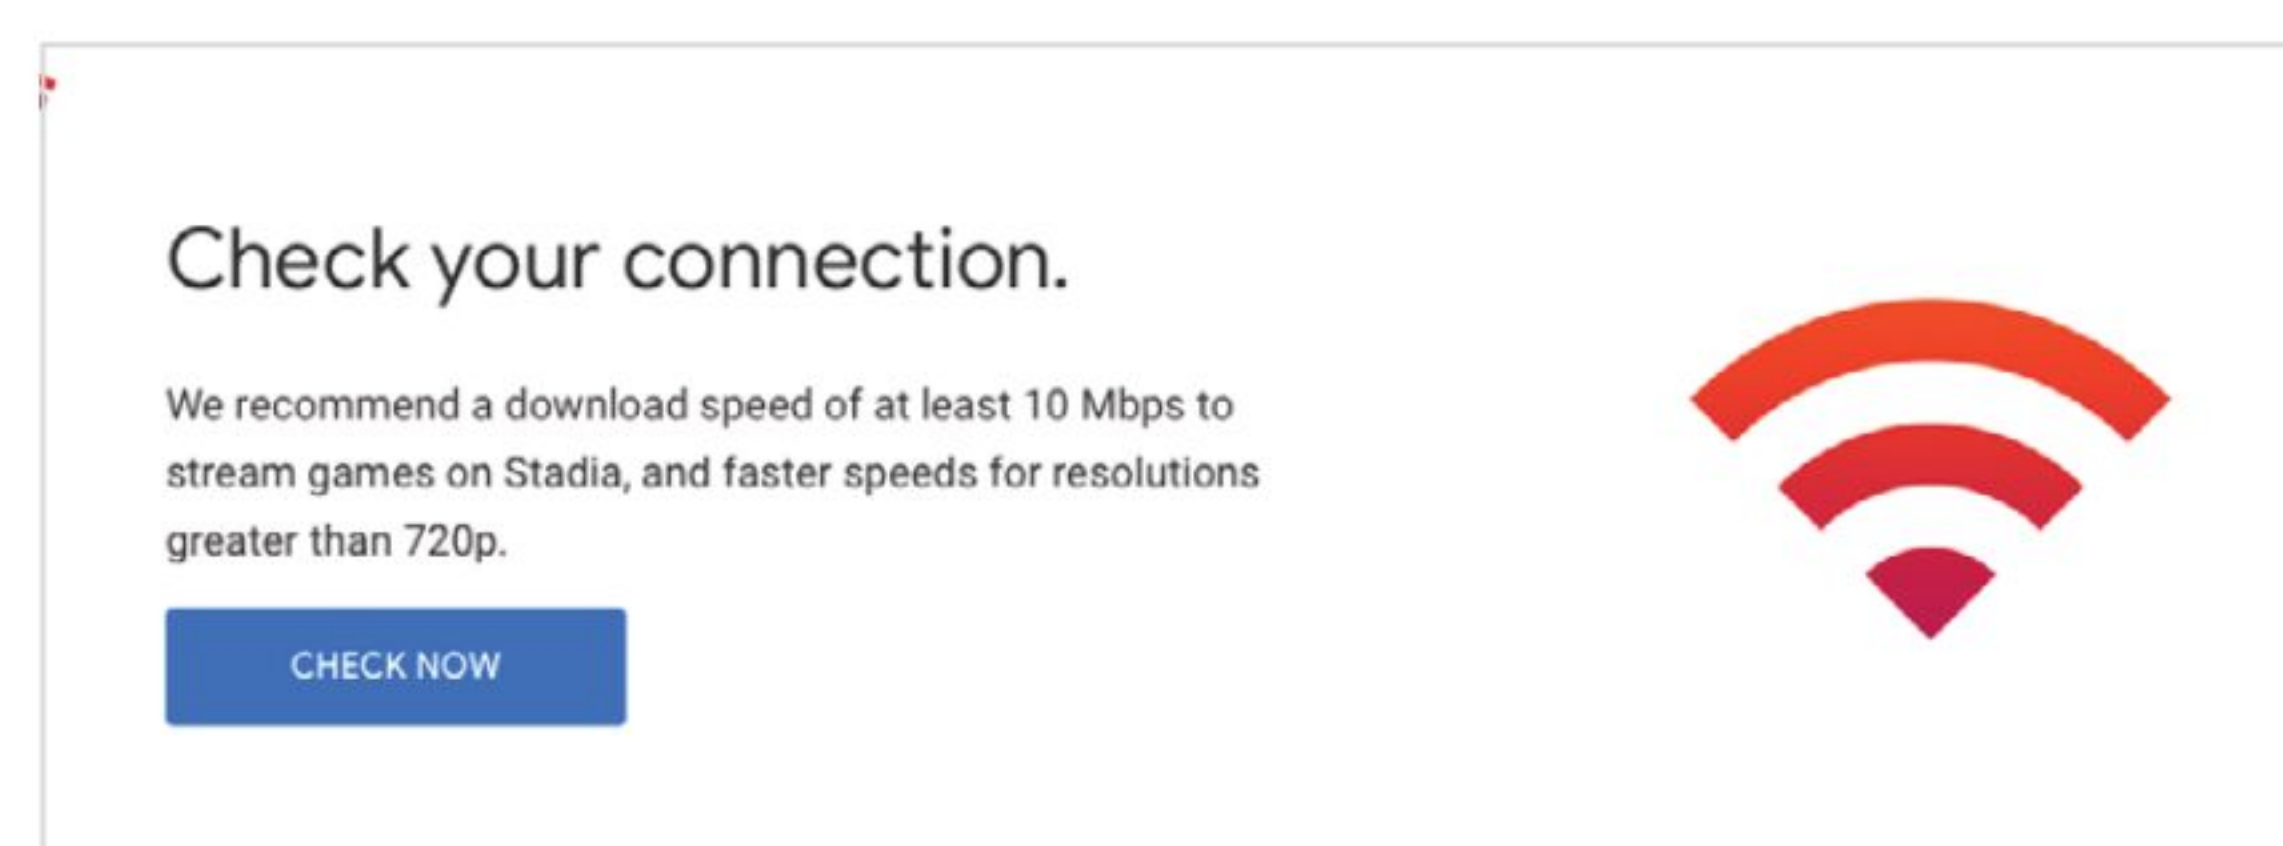 Check your connection.
We recommend a download speed of at least 10 Mbps to
stream games on Stadia, and faster speeds for resolutions
greater than 720p.
CHECK NOW